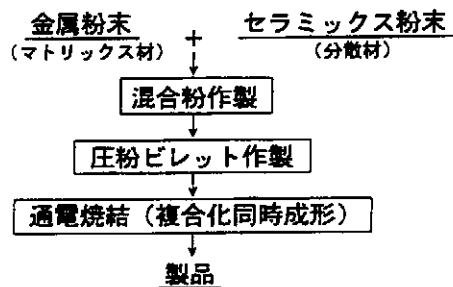 金属粉末 + セラミックス粉末
(マトリックス材) (分散材)
混合粉作製
圧粉ビレット作製
通電焼結(複合化同時成形)
製品